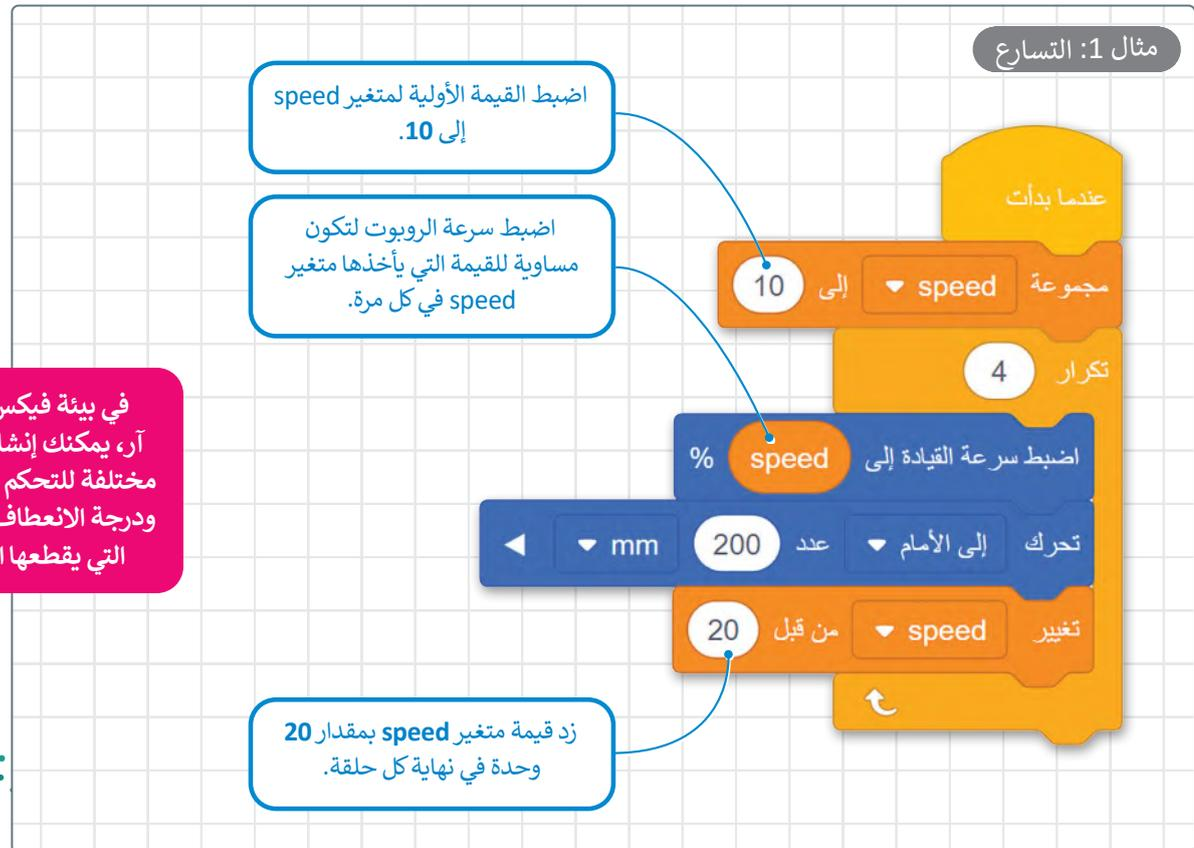 مثال 1: التسارع
اضبط القيمة الأولية لمتغير speed
إلى 10.
اضبط سرعة الروبوت لتكون
مساوية للقيمة التي يأخذها متغير
speed في كل مرة.
عندما بدأت
مجموعة speed إلى 10
تكرار 4
اضبط سرعة القيادة إلى speed %
تحرك إلى الأمام عدد 200 mm
تغيير speed من قبل 20
زد قيمة متغير speed بمقدار 20
وحدة في نهاية كل حلقة.
في بيئة فيكس
آر، يمكنك إنشا
مختلفة للتحكم
ودرجة الانعطاف
التي يقطعها ا